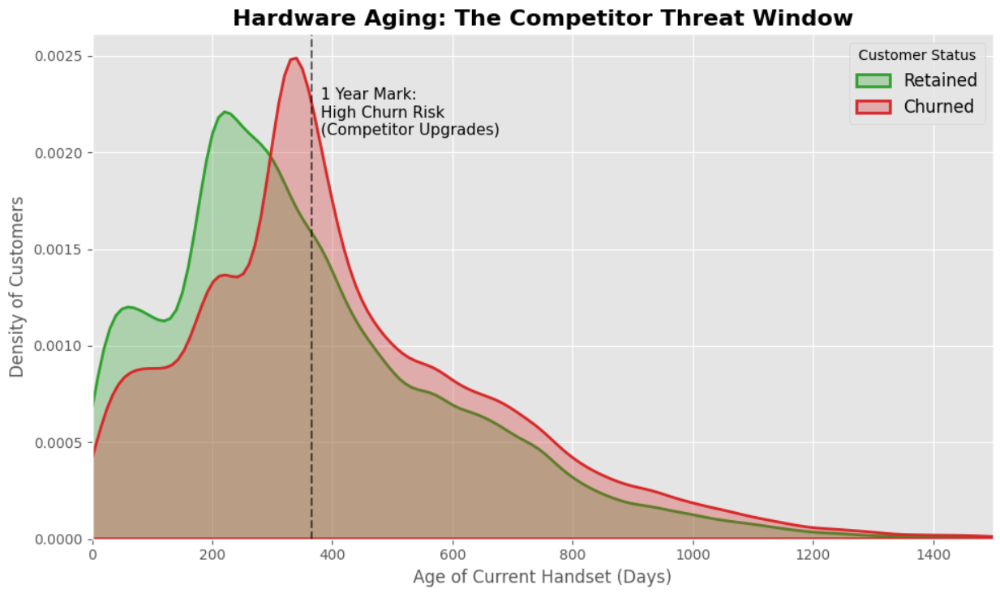 Hardware Aging: The Competitor Threat Window
Customer Status
Retained
Churned
1 Year Mark:
High Churn Risk
(Competitor Upgrades)
Density of Customers
0.0025
0.0020
0.0015
0.0010
0.0005
0.0000
0 200 400 600 800 1000 1200 1400
Age of Current Handset (Days)